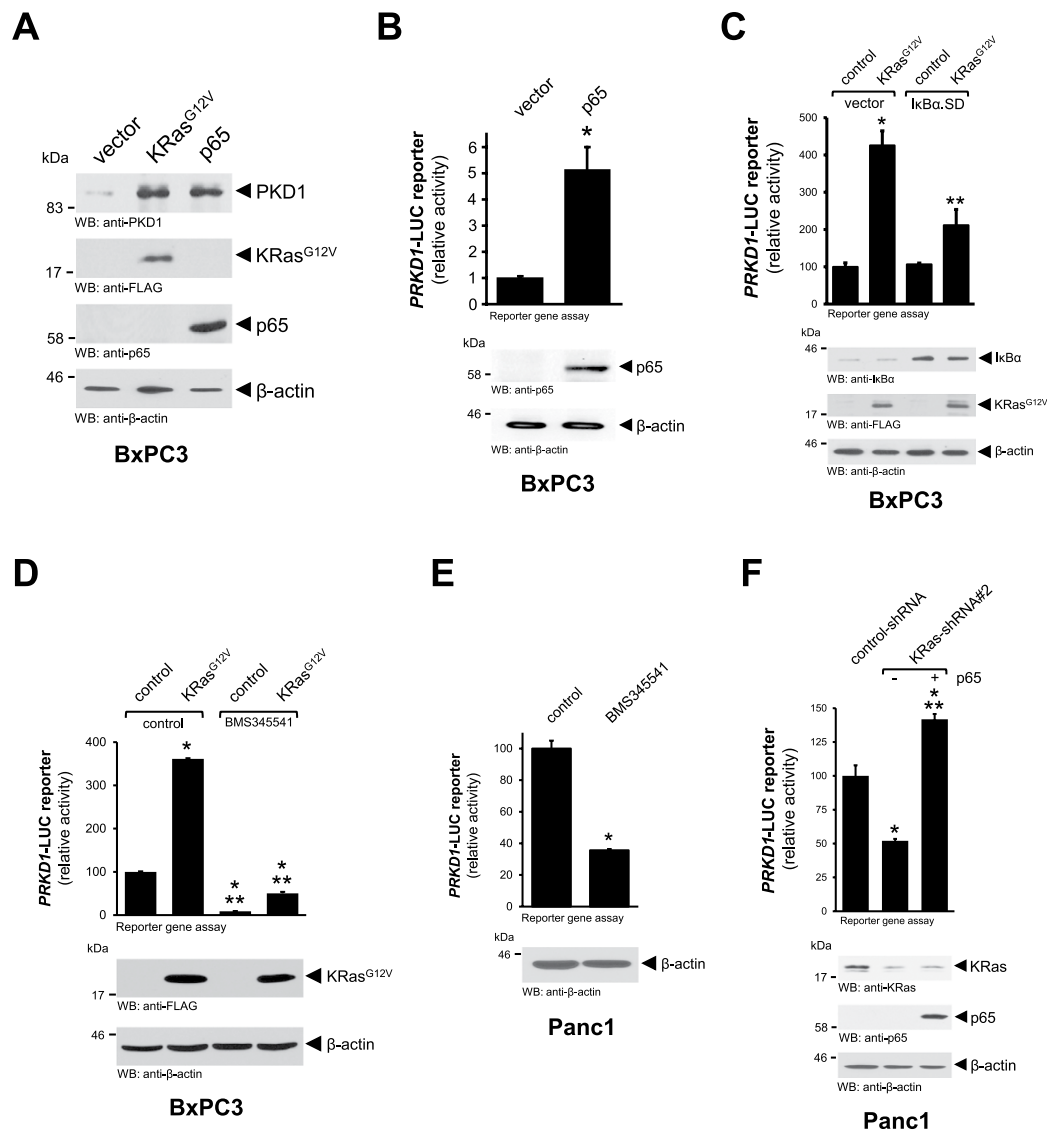 A
vector
KRasG12V
p65
kDa
PKD1
83
WB: anti-PKD1
KRasG12V
17
WB: anti-FLAG
p65
58
WB: anti-p65
46
β-actin
WB: anti-β-actin
BxPC3
B
vector
p65
*
6
5
4
3
2
1
0
PRKD1-LUC reporter
(relative activity)
Reporter gene assay
kDa
p65
58
WB: anti-p65
46
β-actin
WB: anti-β-actin
BxPC3
C
control
KRasG12V
control
KRasG12V
vector
IκBα.SD
500
400
300
200
100
0
*
**
PRKD1-LUC reporter
(relative activity)
Reporter gene assay
kDa
46
IκBα
WB: anti-IκBα
KRasG12V
17
WB: anti-FLAG
46
β-actin
WB: anti-β-actin
BxPC3
D
control
KRasG12V
control
KRasG12V
control
BMS345541
400
300
200
100
0
*
*
**
*
**
PRKD1-LUC reporter
(relative activity)
Reporter gene assay
kDa
KRasG12V
17
WB: anti-FLAG
46
β-actin
WB: anti-β-actin
BxPC3
E
control
BMS345541
100
80
60
40
20
0
*
PRKD1-LUC reporter
(relative activity)
Reporter gene assay
kDa
46
β-actin
WB: anti-β-actin
Panc1
F
control-shRNA
KRas-shRNA#2
- + p65
*
**
*
150
125
100
75
50
25
0
PRKD1-LUC reporter
(relative activity)
Reporter gene assay
kDa
KRas
17
WB: anti-KRas
p65
58
WB: anti-p65
46
β-actin
WB: anti-β-actin
Panc1